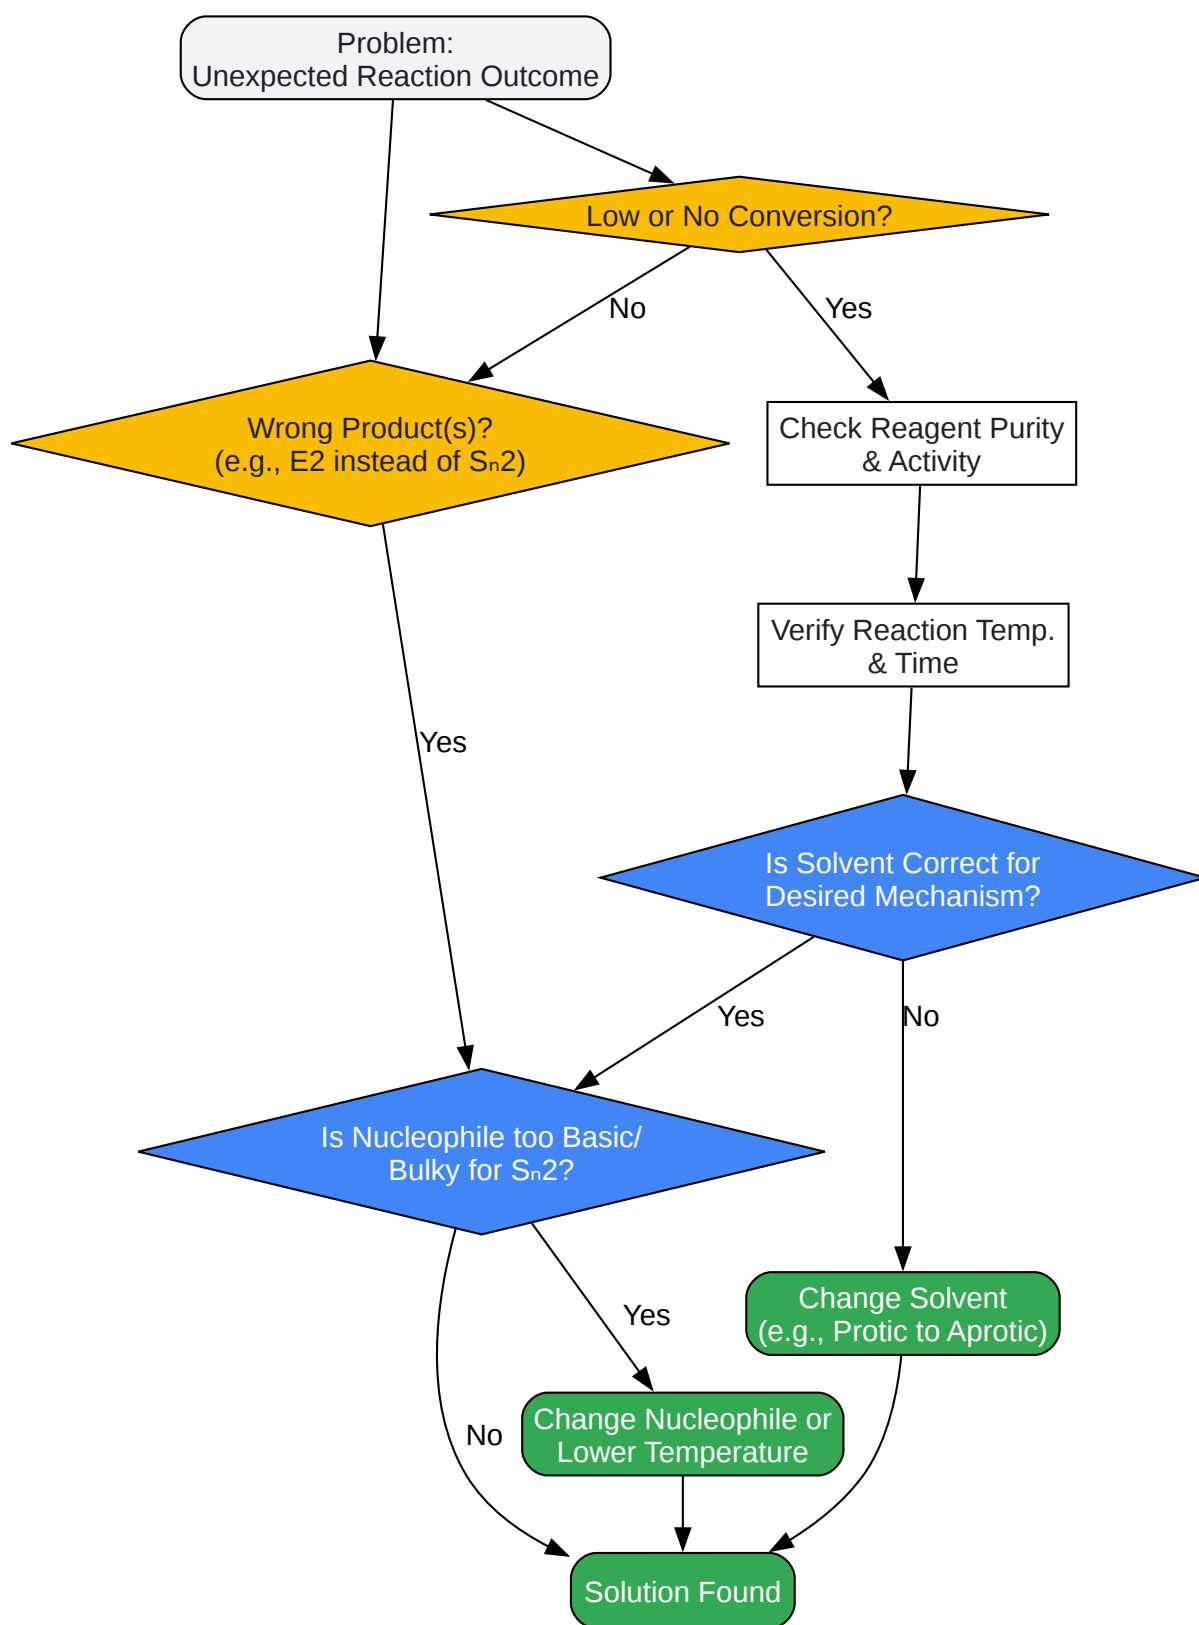 Problem:
Unexpected Reaction Outcome
Low or No Conversion?
No
Yes
Wrong Product(s)?
(e.g., E2 instead of Sₙ2)
Check Reagent Purity
& Activity
Verify Reaction Temp.
& Time
Yes
Is Solvent Correct for
Desired Mechanism?
Yes
No
Is Nucleophile too Basic/
Bulky for Sₙ2?
Change Solvent
(e.g., Protic to Aprotic)
Yes
No
Change Nucleophile or
Lower Temperature
Solution Found